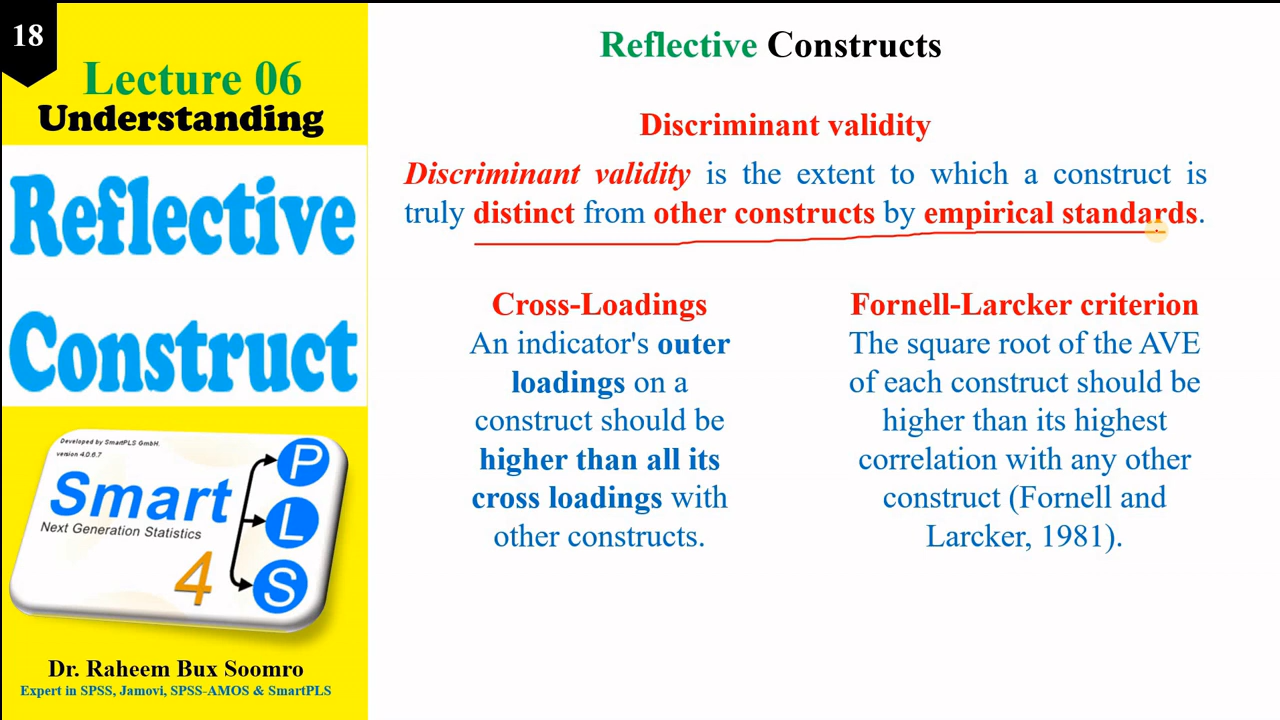 18
Lecture 06
Understanding
Reflective
Construct
Developed by SmartPLS GmbH.
version 4.0.6.7
Smart
Next Generation Statistics
4
P
L
S
Dr. Raheem Bux Soomro
Expert in SPSS, Jamovi, SPSS-AMOS & SmartPLS
Reflective Constructs
Discriminant validity
Discriminant validity is the extent to which a construct is
truly distinct from other constructs by empirical standards.
Cross-Loadings
An indicator's outer
loadings on a
construct should be
higher than all its
cross loadings with
other constructs.
Fornell-Larcker criterion
The square root of the AVE
of each construct should be
higher than its highest
correlation with any other
construct (Fornell and
Larcker, 1981).